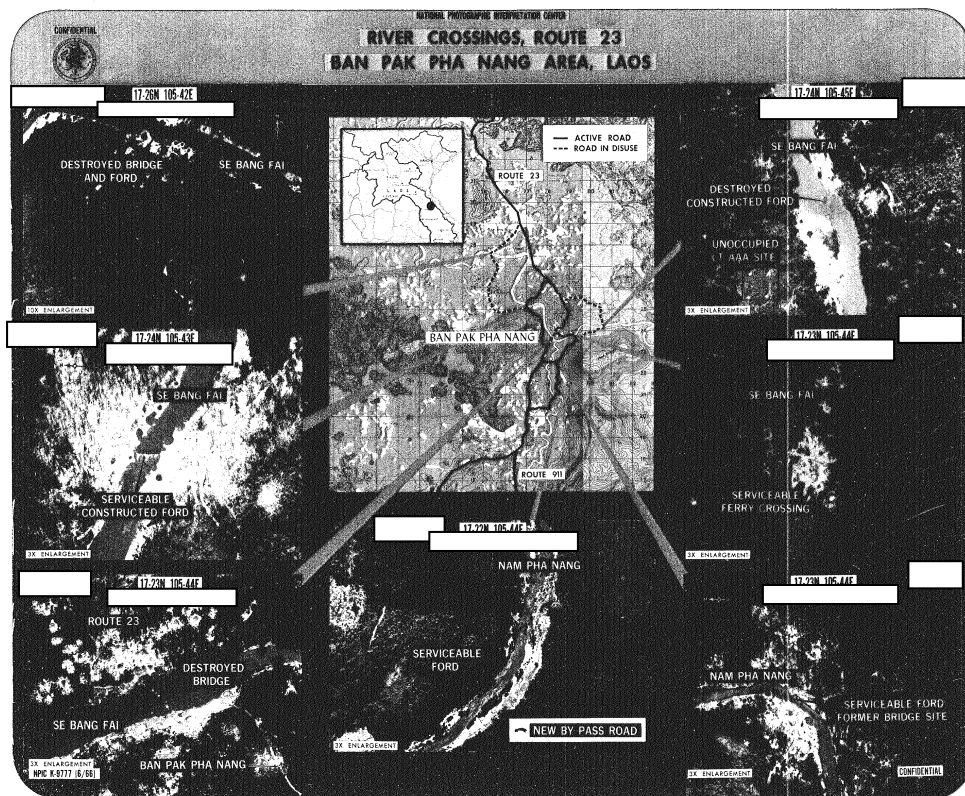 NATIONAL PHOTOGRAPHIC INTERPRETATION CENTER
CONFIDENTIAL
RIVER CROSSINGS, ROUTE 23
BAN PAK PHA NANG AREA, LAOS
17-26N 105-42E
DESTROYED BRIDGE
AND FORD
SE BANG FAI
10X ENLARGEMENT
17-24N 105-43E
SE BANG FAI
SERVICEABLE
CONSTRUCTED FORD
3X ENLARGEMENT
17-23N 105-44E
ROUTE 23
DESTROYED
BRIDGE
SE BANG FAI
BAN PAK PHA NANG
3X ENLARGEMENT
NPIC K-9777 (6/66)
ACTIVE ROAD
ROAD IN DISUSE
LAOS
ROUTE 23
BAN PAK PHA NANG
ROUTE 911
17-22N 105-44E
NAM PHA NANG
SERVICEABLE
FORD
3X ENLARGEMENT
NEW BY PASS ROAD
17-24N 105-45E
SE BANG FAI
DESTROYED
CONSTRUCTED FORD
UNOCCUPIED
LT AAA SITE
3X ENLARGEMENT
17-23N 105-44E
SE BANG FAI
SERVICEABLE
FERRY CROSSING
3X ENLARGEMENT
17-23N 105-44E
NAM PHA NANG
SERVICEABLE FORD
FORMER BRIDGE SITE
3X ENLARGEMENT
CONFIDENTIAL